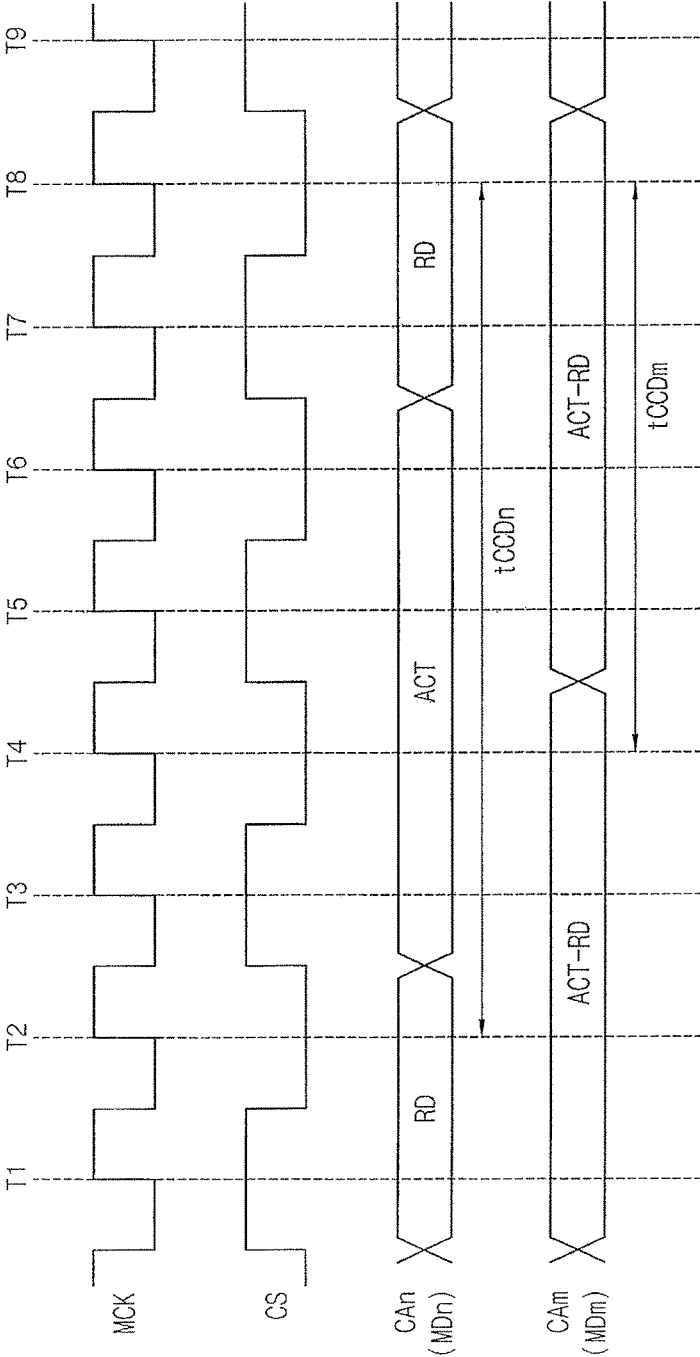 T1 T2 T3 T4 T5 T6 T7 T8 T9
MCK
CS
CAn
(MDn)
RD ACT RD
tCCDn
CAm
(MDm)
ACT-RD ACT-RD
tCCDm